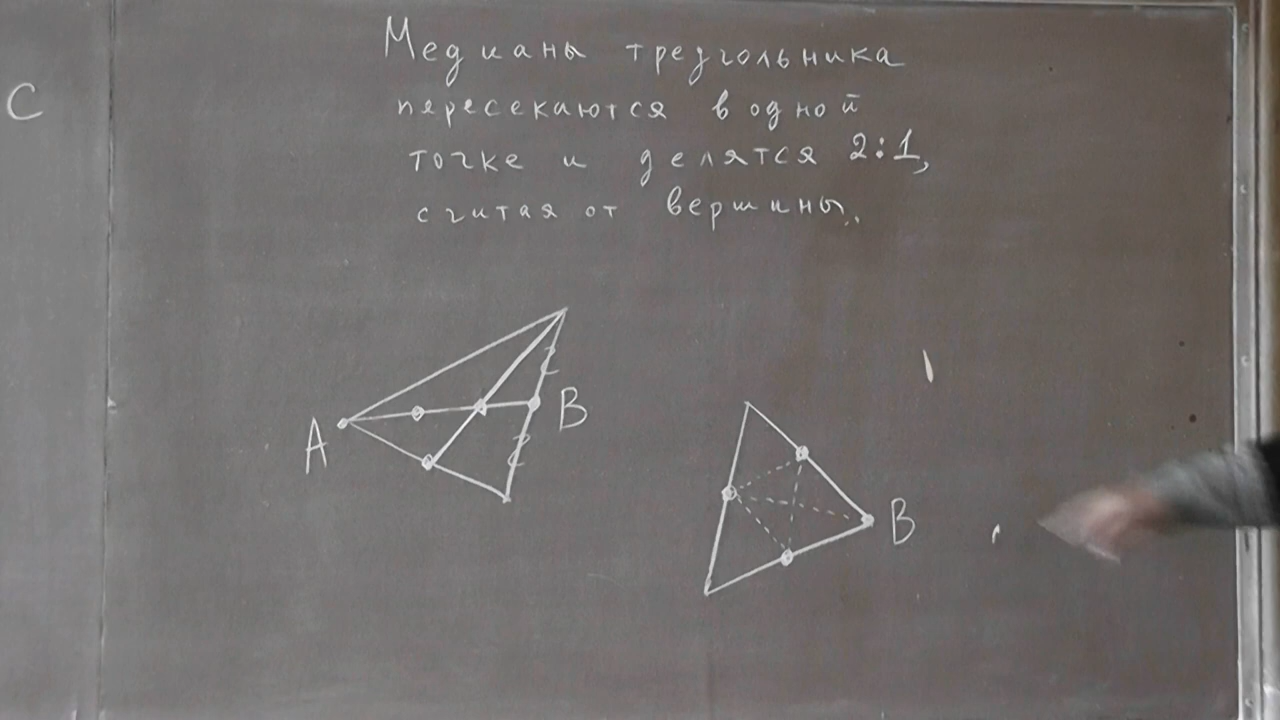 С
Медианы треугольника
пересекаются в одной
точке и делятся 2:1,
считая от вершины.
A
B
B